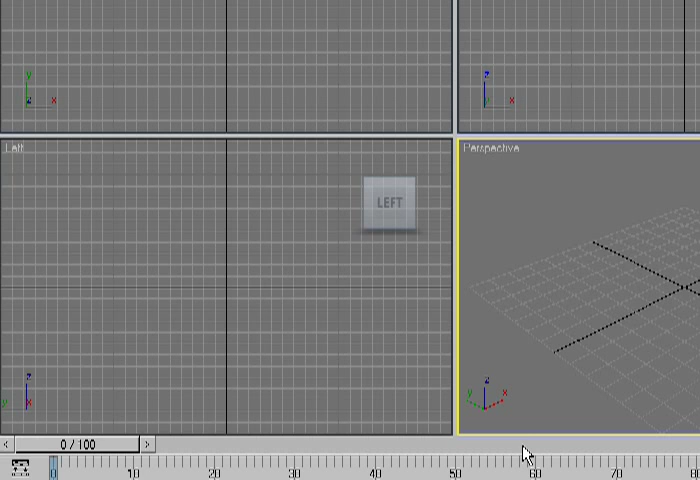 y
z x
z
y x
Left
Perspective
LEFT
z
y x
z
y x
< 0 / 100 >
0 10 20 30 40 50 60 70 80